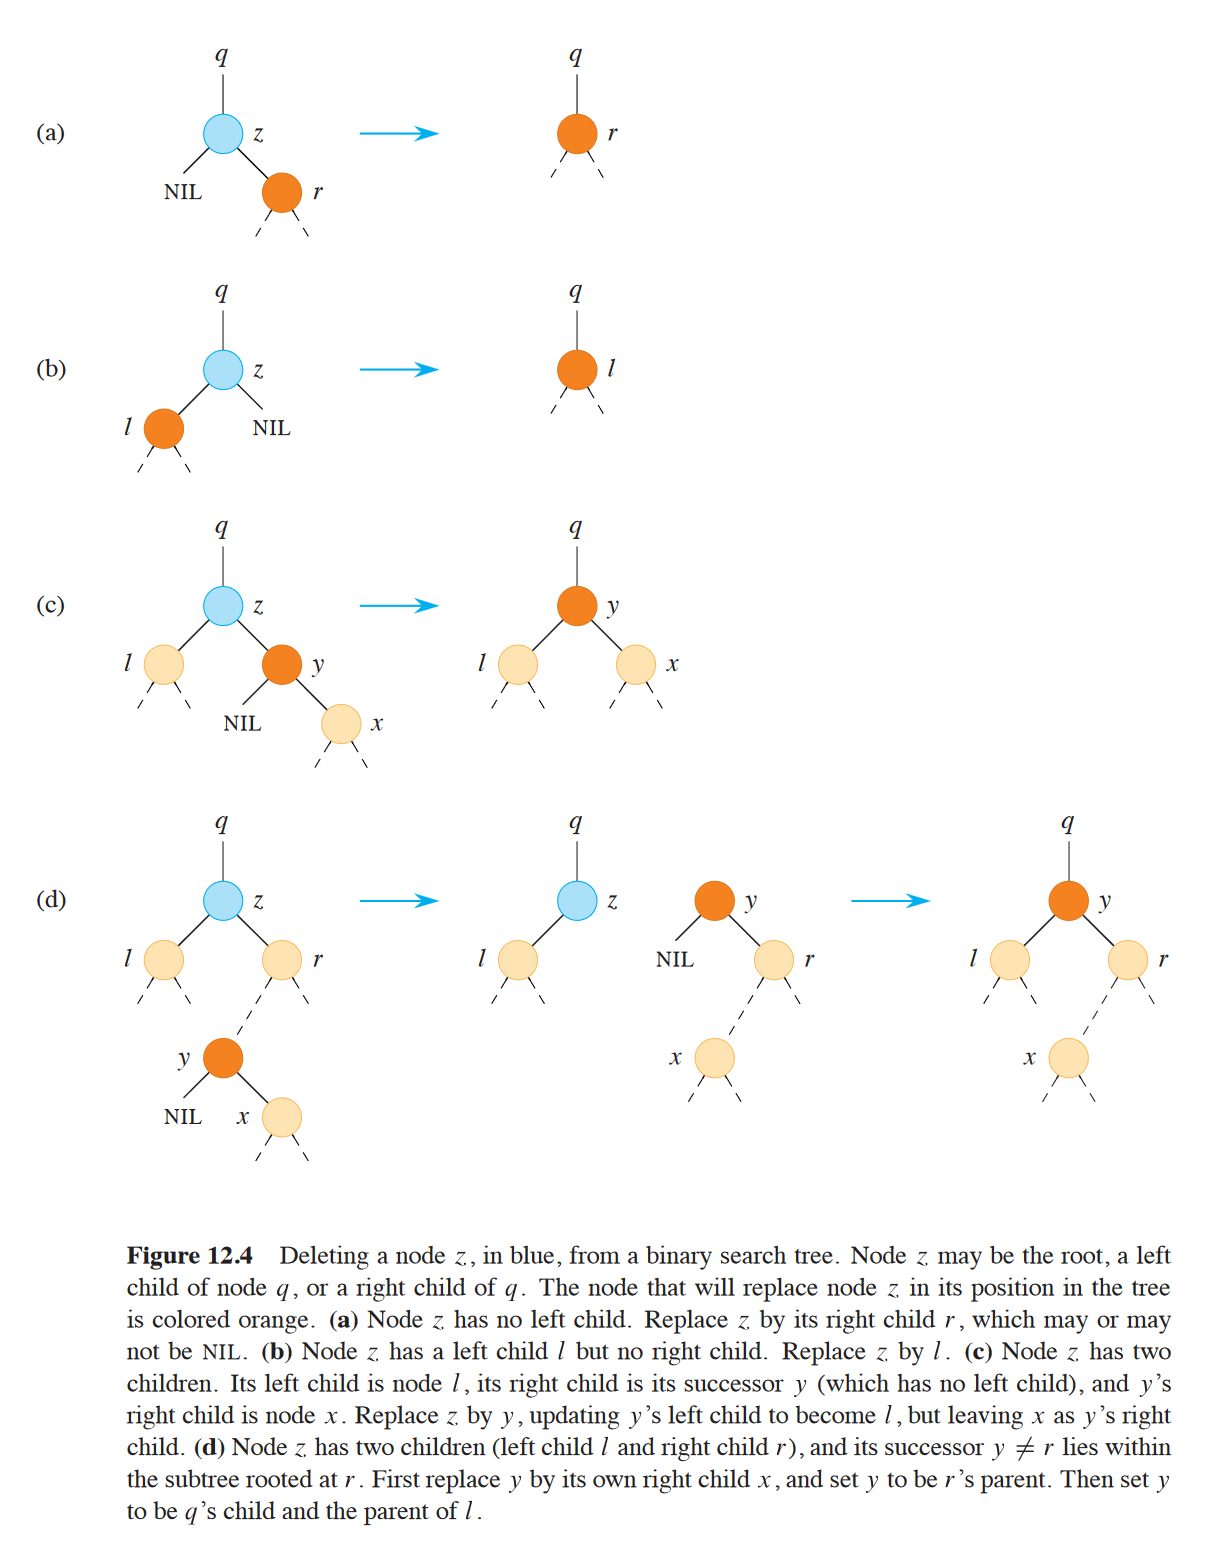 q q
(a) z r
NIL r
q q
(b) z l
l NIL
q q
(c) z y
l y l x
NIL x
q q q
(d) z z y y
l r l NIL r l r
y x x
NIL x
Figure 12.4 Deleting a node z, in blue, from a binary search tree. Node z may be the root, a left
child of node q, or a right child of q. The node that will replace node z in its position in the tree
is colored orange. (a) Node z has no left child. Replace z by its right child r, which may or may
not be NIL. (b) Node z has a left child l but no right child. Replace z by l. (c) Node z has two
children. Its left child is node l, its right child is its successor y (which has no left child), and y’s
right child is node x. Replace z by y, updating y’s left child to become l, but leaving x as y’s right
child. (d) Node z has two children (left child l and right child r), and its successor y ≠ r lies within
the subtree rooted at r. First replace y by its own right child x, and set y to be r’s parent. Then set y
to be q’s child and the parent of l.